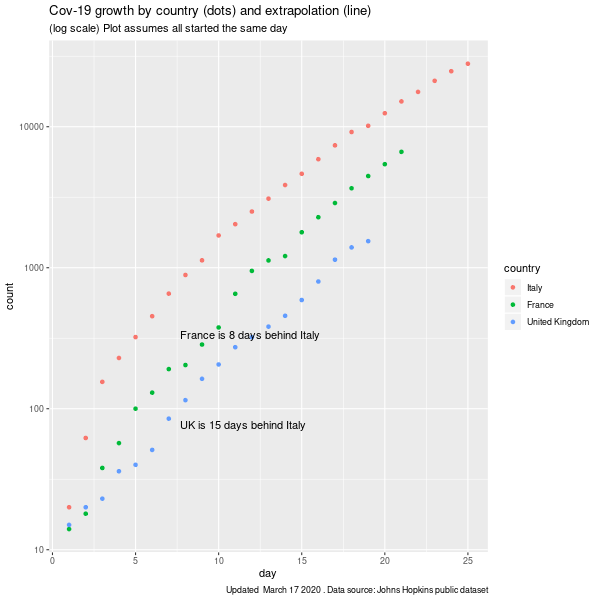 Cov-19 growth by country (dots) and extrapolation (line)
(log scale) Plot assumes all started the same day
10000
1000
100
10
count
France is 8 days behind Italy
UK is 15 days behind Italy
country
Italy
France
United Kingdom
0 5 10 15 20 25
day
Updated March 17 2020 . Data source: Johns Hopkins public dataset